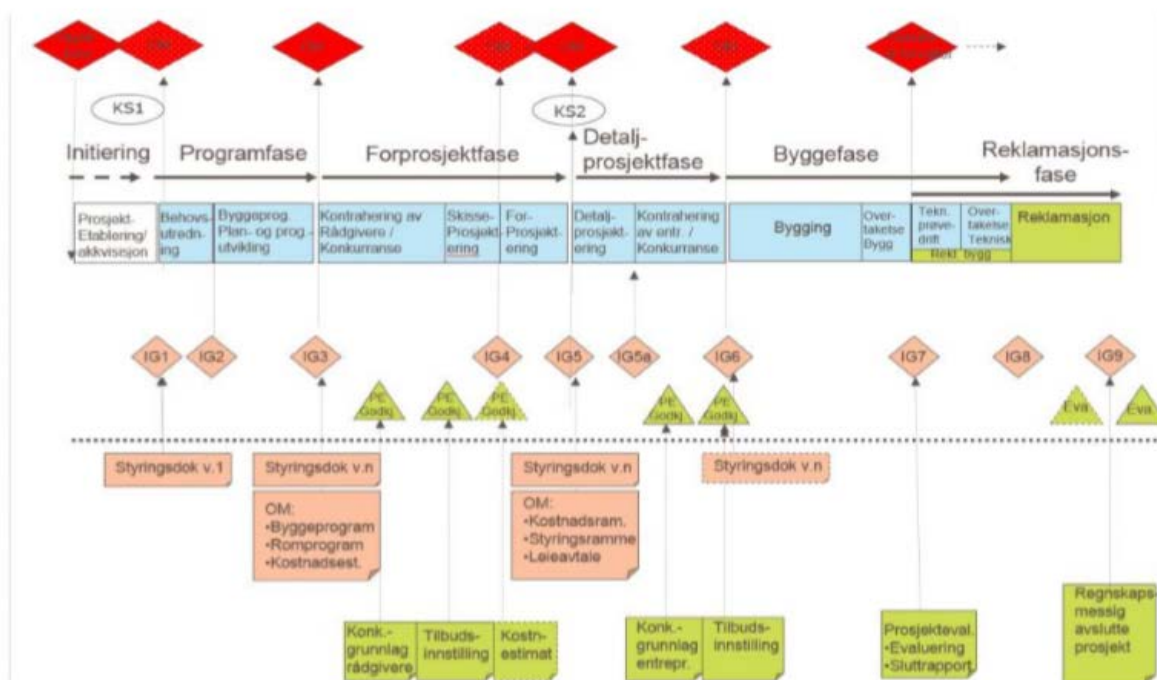 KS1
KS2
Initiering
Programfase
Forprosjektfase
Detalj-
prosjektfase
Byggefase
Reklamasjons-
fase
Prosjekt-
Etablering/
akkvisisjon
Behovs-
utredn-
ing
Byggeprog.
Plan- og prog.-
utvikling
Kontrahering av
Rådgivere /
Konkurranse
Skisse-
Prosjekt-
ering
For-
Prosjekt-
ering
Detalj-
prosjekt-
ering
Kontrahering
av entr. /
Konkurranse
Bygging
Over-
takelse
Bygg
Tekn.
prøve-
drift
Over-
takelse
Teknisk
Rekl. bygg
Reklamasjon
IG1
IG2
IG3
IG4
IG5
IG5a
IG6
IG7
IG8
IG9
PE
Godkj.
PE
Godkj.
PE
Godkj.
PE
Godkj.
PE
Godkj.
Eva.
Eva.
Styringsdok v.1
Styringsdok v.n
Styringsdok v.n
Styringsdok v.n
OM:
•Byggeprogram
•Romprogram
•Kostnadsest.
OM:
•Kostnadsram.
•Styringsramme
•Leieavtale
Konk.-
grunnlag
rådgivere
Tilbuds-
innstilling
Kostn-
estimat
Konk.-
grunnlag
entrepr.
Tilbuds-
innstilling
Prosjekteval.
•Evaluering
•Sluttrapport
Regnskaps-
messig
avslutte
prosjekt